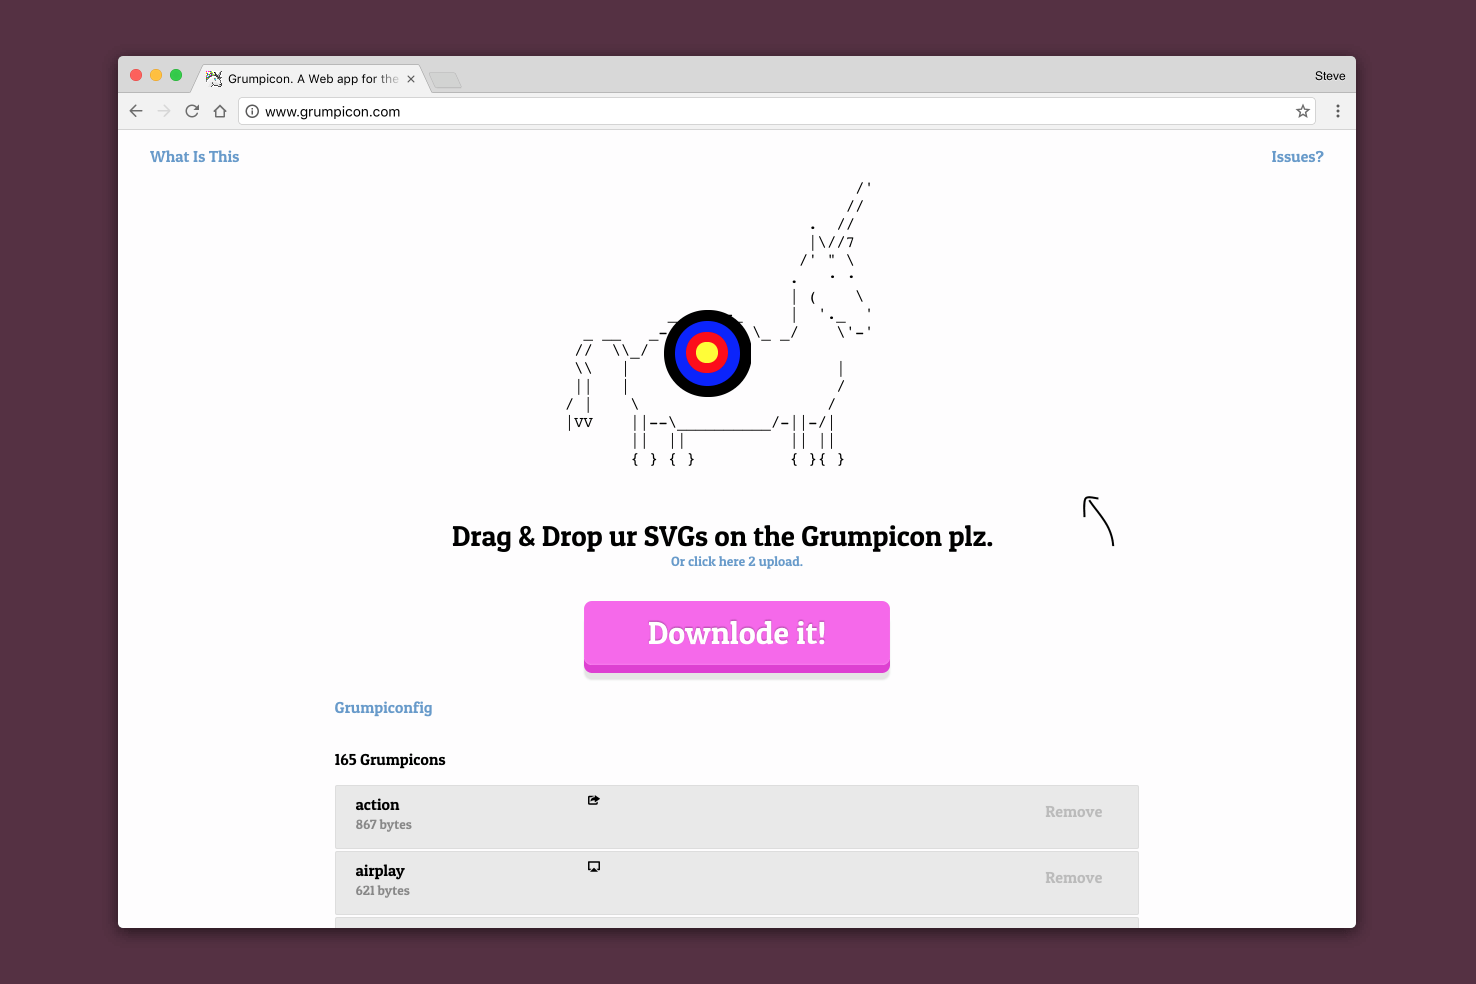 Grumpicon. A Web app for the
Steve
www.grumpicon.com
What Is This
Issues?
Drag & Drop ur SVGs on the Grumpicon plz.
Or click here 2 upload.
Downlode it!
Grumpiconfig
165 Grumpicons
action
867 bytes
Remove
airplay
621 bytes
Remove